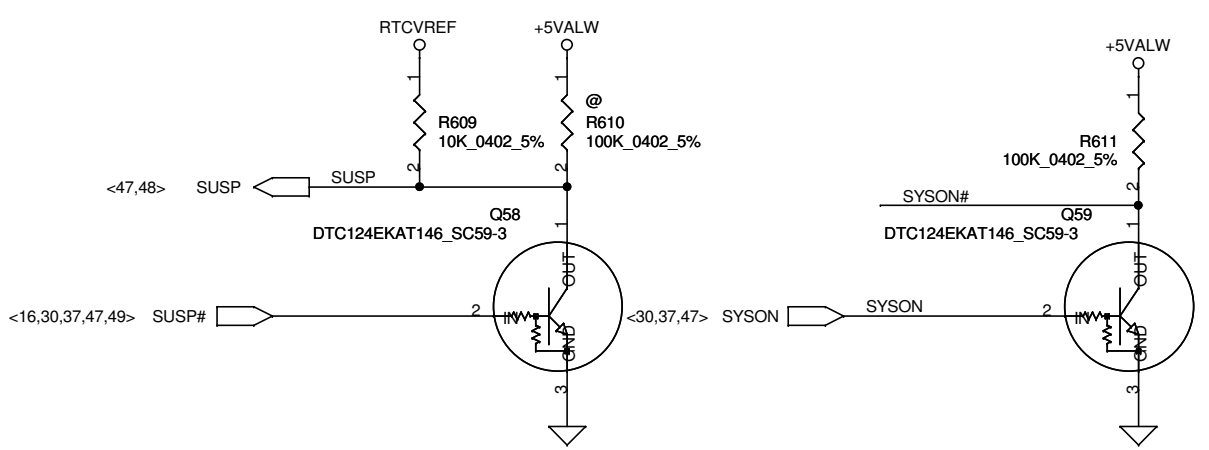 RTCVREF
+5VALW
1
1
@
R609
10K_0402_5%
R610
100K_0402_5%
2
2
<47,48>
SUSP
SUSP
Q58
1
DTC124EKAT146_SC59-3
OUT
<16,30,37,47,49>
SUSP#
2
IN
GND
3
+5VALW
1
R611
100K_0402_5%
2
SYSON#
Q59
1
DTC124EKAT146_SC59-3
OUT
<30,37,47>
SYSON
SYSON
2
IN
GND
3